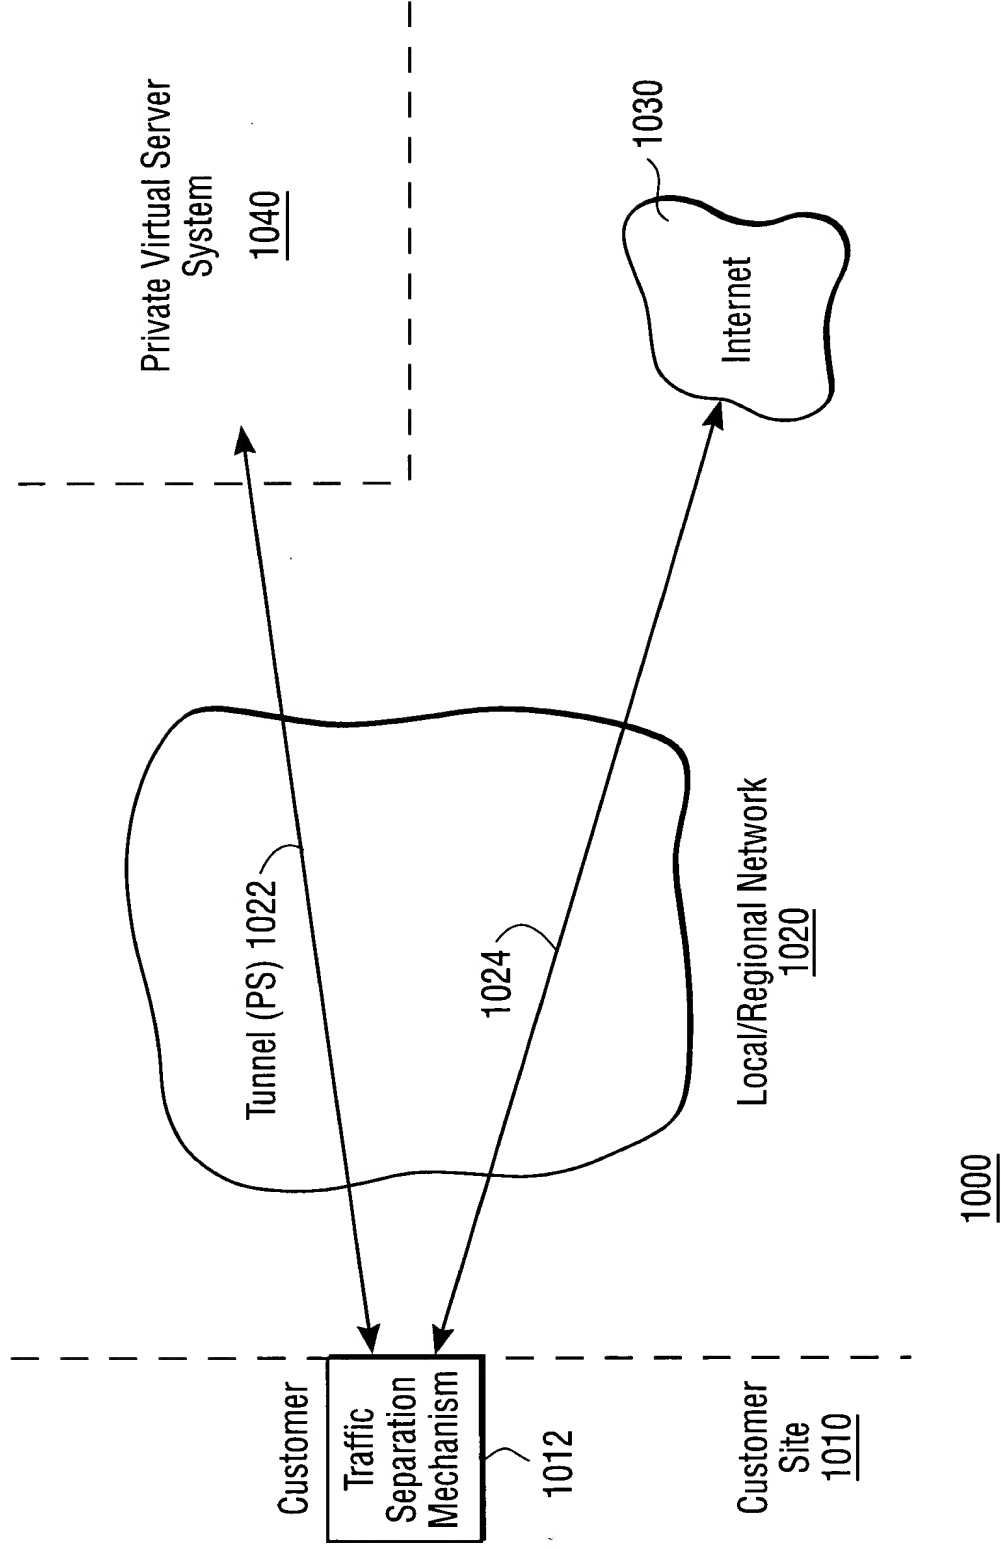 Customer
Traffic
Separation
Mechanism
1012
Customer
Site
1010
Tunnel (PS) 1022
1024
Local/Regional Network
1020
Private Virtual Server
System
1040
1030
Internet
1000